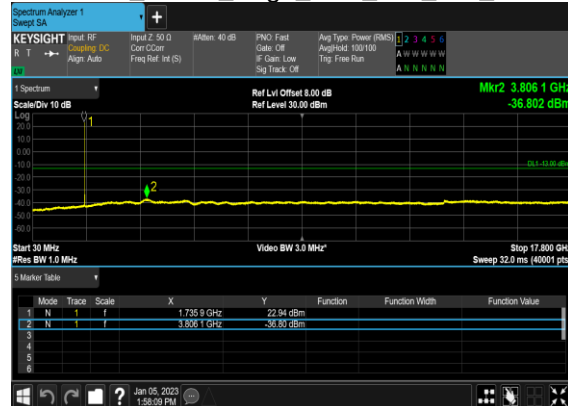 Spectrum Analyzer 1
Swept SA
+
KEYSIGHT Input: RF Input Z: 50 Ω #Atten: 40 dB PNO: Fast Avg Type: Power (RMS) 1 2 3 4 5 6
R T Coupling: DC Corr CCorr Gate: Off Avg|Hold: 100/100 A W W W W W
Align: Auto Freq Ref: Int (S) IF Gain: Low Trig: Free Run
Sig Track: Off A N N N N N
1 Spectrum Ref Lvl Offset 8.00 dB Mkr2 3.806 1 GHz
Scale/Div 10 dB Ref Level 30.00 dBm -36.802 dBm
Log
1
20.0
10.0
0.00
-10.0
DL1 -13.00 dBm
-20.0
2
-30.0
-40.0
-50.0
-60.0
Start 30 MHz Video BW 3.0 MHz* Stop 17.800 GHz
#Res BW 1.0 MHz Sweep 32.0 ms (40001 pts)
5 Marker Table
Mode Trace Scale X Y Function Function Width Function Value
1 N 1 f 1.735 9 GHz 22.94 dBm
2 N 1 f 3.806 1 GHz -36.80 dBm
3
4
5
6
? Jan 05, 2023
1:58:09 PM